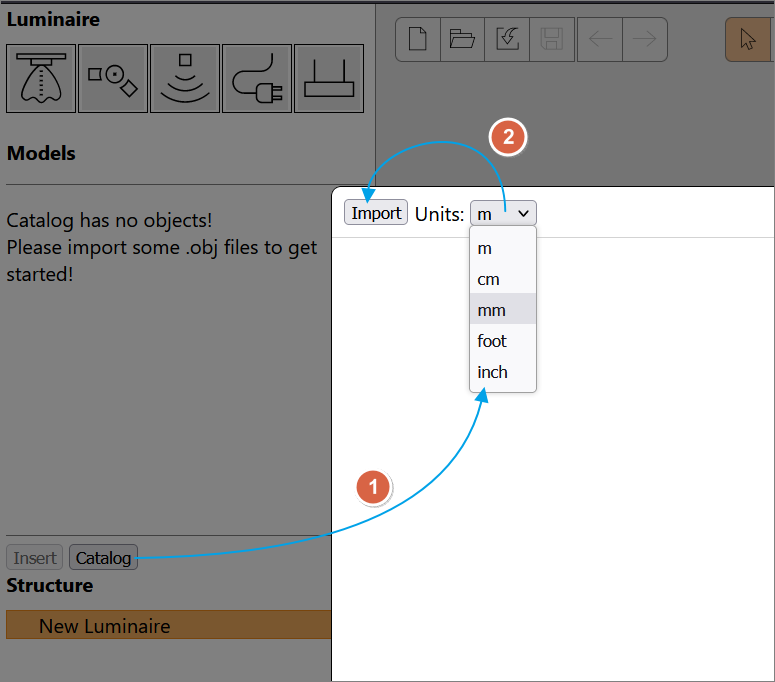 Luminaire
2
Models
Import Units: m
Catalog has no objects!
Please import some .obj files to get
started!
m
cm
mm
foot
inch
1
Insert Catalog
Structure
New Luminaire